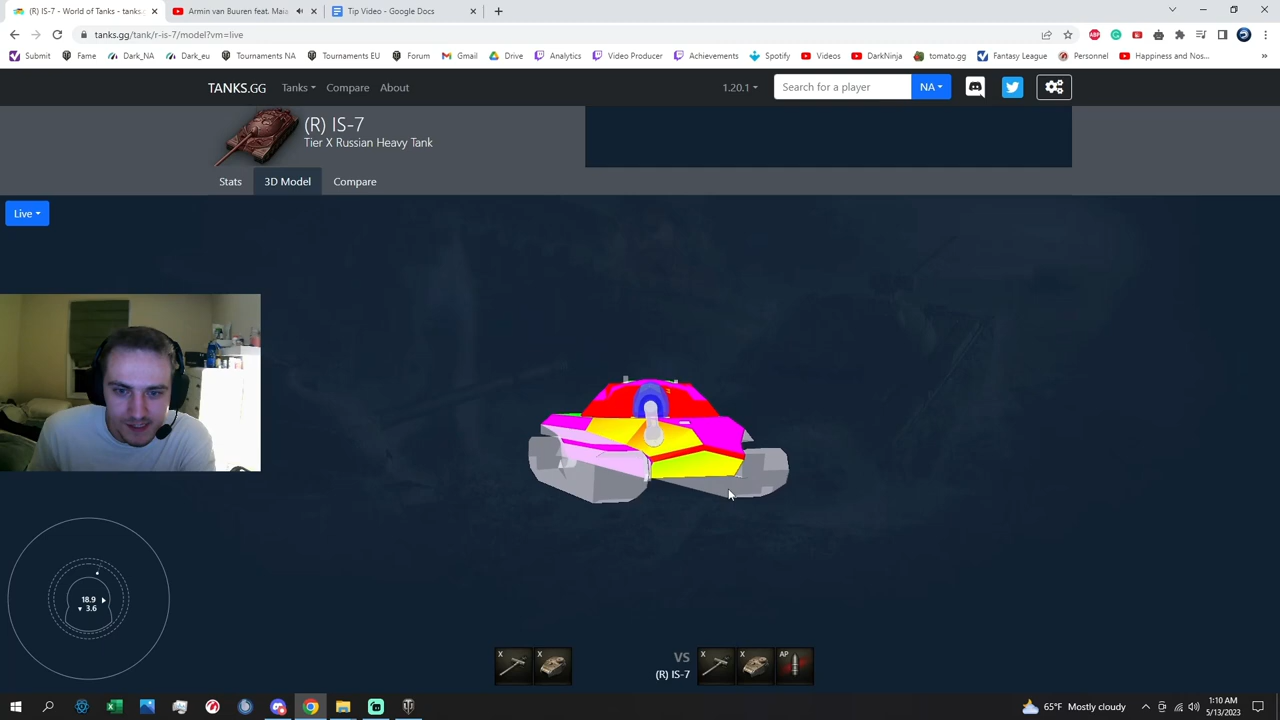 (R) IS-7 - World of Tanks - tanks.g
Armin van Buuren feat. Maia
Tip Video - Google Docs
tanks.gg/tank/r-is-7/model?vm=live
Submit
Fame
Dark_NA
Dark_eu
Tournaments NA
Tournaments EU
Forum
Gmail
Drive
Analytics
Video Producer
Achievements
Spotify
Videos
DarkNinja
tomato.gg
Fantasy League
Personnel
Happiness and Nos...
TANKS.GG
Tanks
Compare
About
1.20.1
Search for a player
NA
(R) IS-7
Tier X Russian Heavy Tank
Stats
3D Model
Compare
Live
18.9
3.6
X
X
VS
(R) IS-7
X
X
AP
65°F Mostly cloudy
1:10 AM
5/13/2023